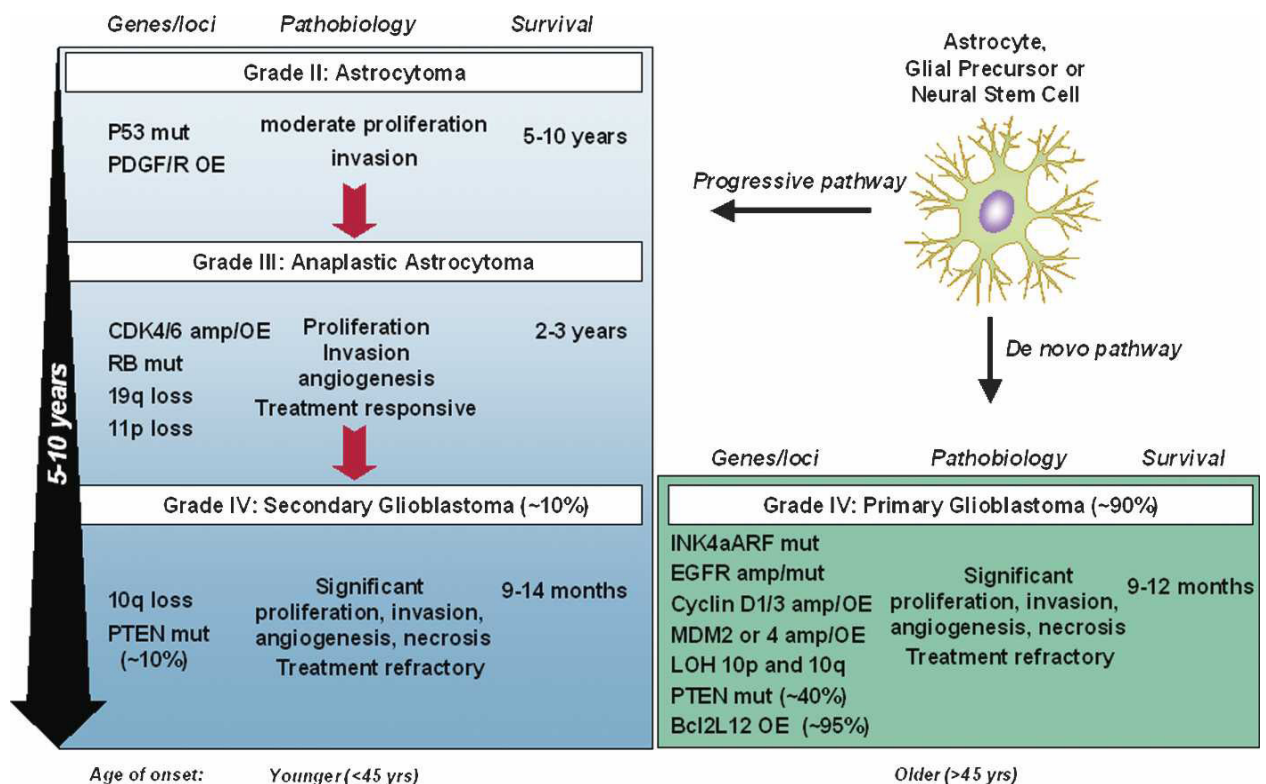 Genes/loci Pathobiology Survival
Grade II: Astrocytoma
P53 mut
PDGF/R OE
moderate proliferation
invasion
5-10 years
Grade III: Anaplastic Astrocytoma
CDK4/6 amp/OE
RB mut
19q loss
11p loss
Proliferation
Invasion
angiogenesis
Treatment responsive
2-3 years
5-10 years
Grade IV: Secondary Glioblastoma (~10%)
10q loss
PTEN mut
(~10%)
Significant
proliferation, invasion,
angiogenesis, necrosis
Treatment refractory
9-14 months
Astrocyte,
Glial Precursor or
Neural Stem Cell
Progressive pathway
De novo pathway
Genes/loci Pathobiology Survival
Grade IV: Primary Glioblastoma (~90%)
INK4aARF mut
EGFR amp/mut
Cyclin D1/3 amp/OE
MDM2 or 4 amp/OE
LOH 10p and 10q
PTEN mut (~40%)
Bcl2L12 OE (~95%)
Significant
proliferation, invasion,
angiogenesis, necrosis
Treatment refractory
9-12 months
Age of onset: Younger (<45 yrs) Older (>45 yrs)